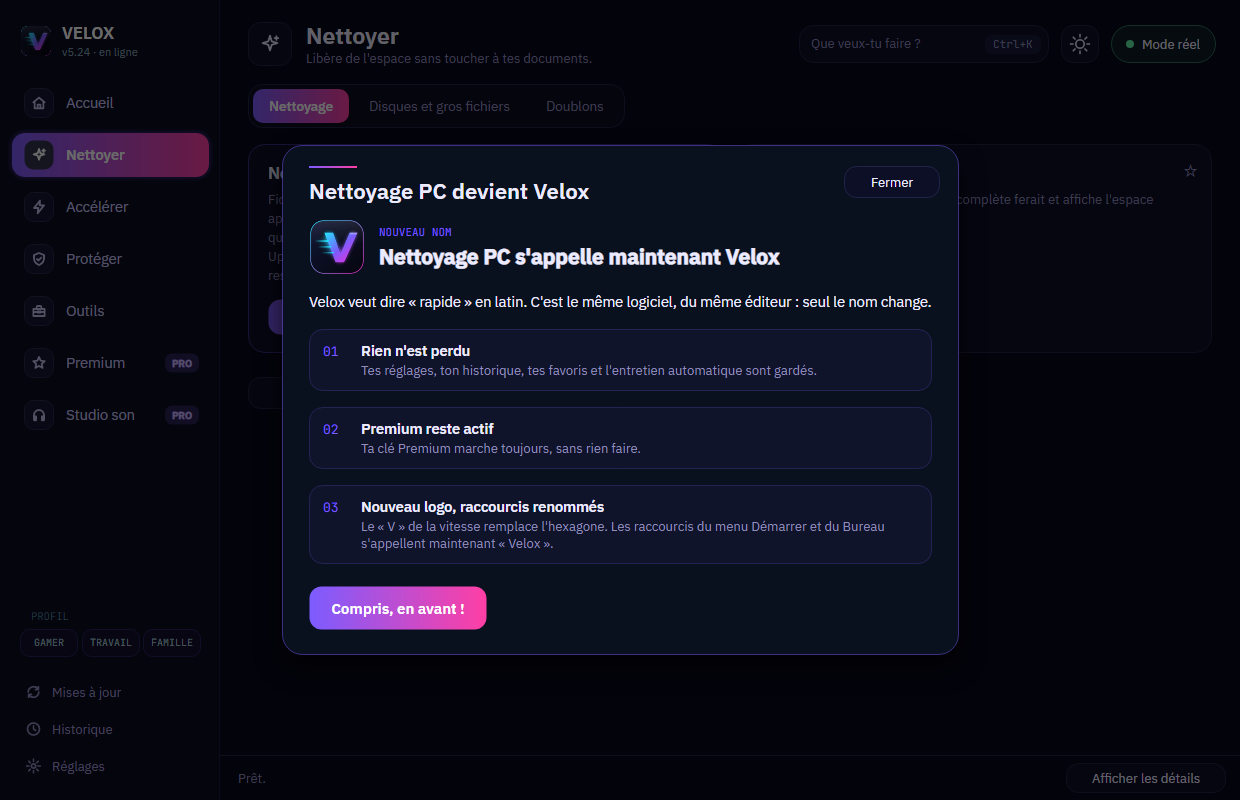 VELOX
v5.24 · en ligne
Accueil
Nettoyer
Accélérer
Protéger
Outils
Premium PRO
Studio son PRO
PROFIL
GAMER TRAVAIL FAMILLE
Mises à jour
Historique
Réglages
Nettoyer
Libère de l'espace sans toucher à tes documents.
Que veux-tu faire ? Ctrl+K
Mode réel
Nettoyage Disques et gros fichiers Doublons
complète ferait et affiche l'espace
Nettoyage PC devient Velox
Fermer
NOUVEAU NOM
Nettoyage PC s'appelle maintenant Velox
Velox veut dire « rapide » en latin. C'est le même logiciel, du même éditeur : seul le nom change.
01 Rien n'est perdu
Tes réglages, ton historique, tes favoris et l'entretien automatique sont gardés.
02 Premium reste actif
Ta clé Premium marche toujours, sans rien faire.
03 Nouveau logo, raccourcis renommés
Le « V » de la vitesse remplace l'hexagone. Les raccourcis du menu Démarrer et du Bureau
s'appellent maintenant « Velox ».
Compris, en avant !
Prêt.
Afficher les détails